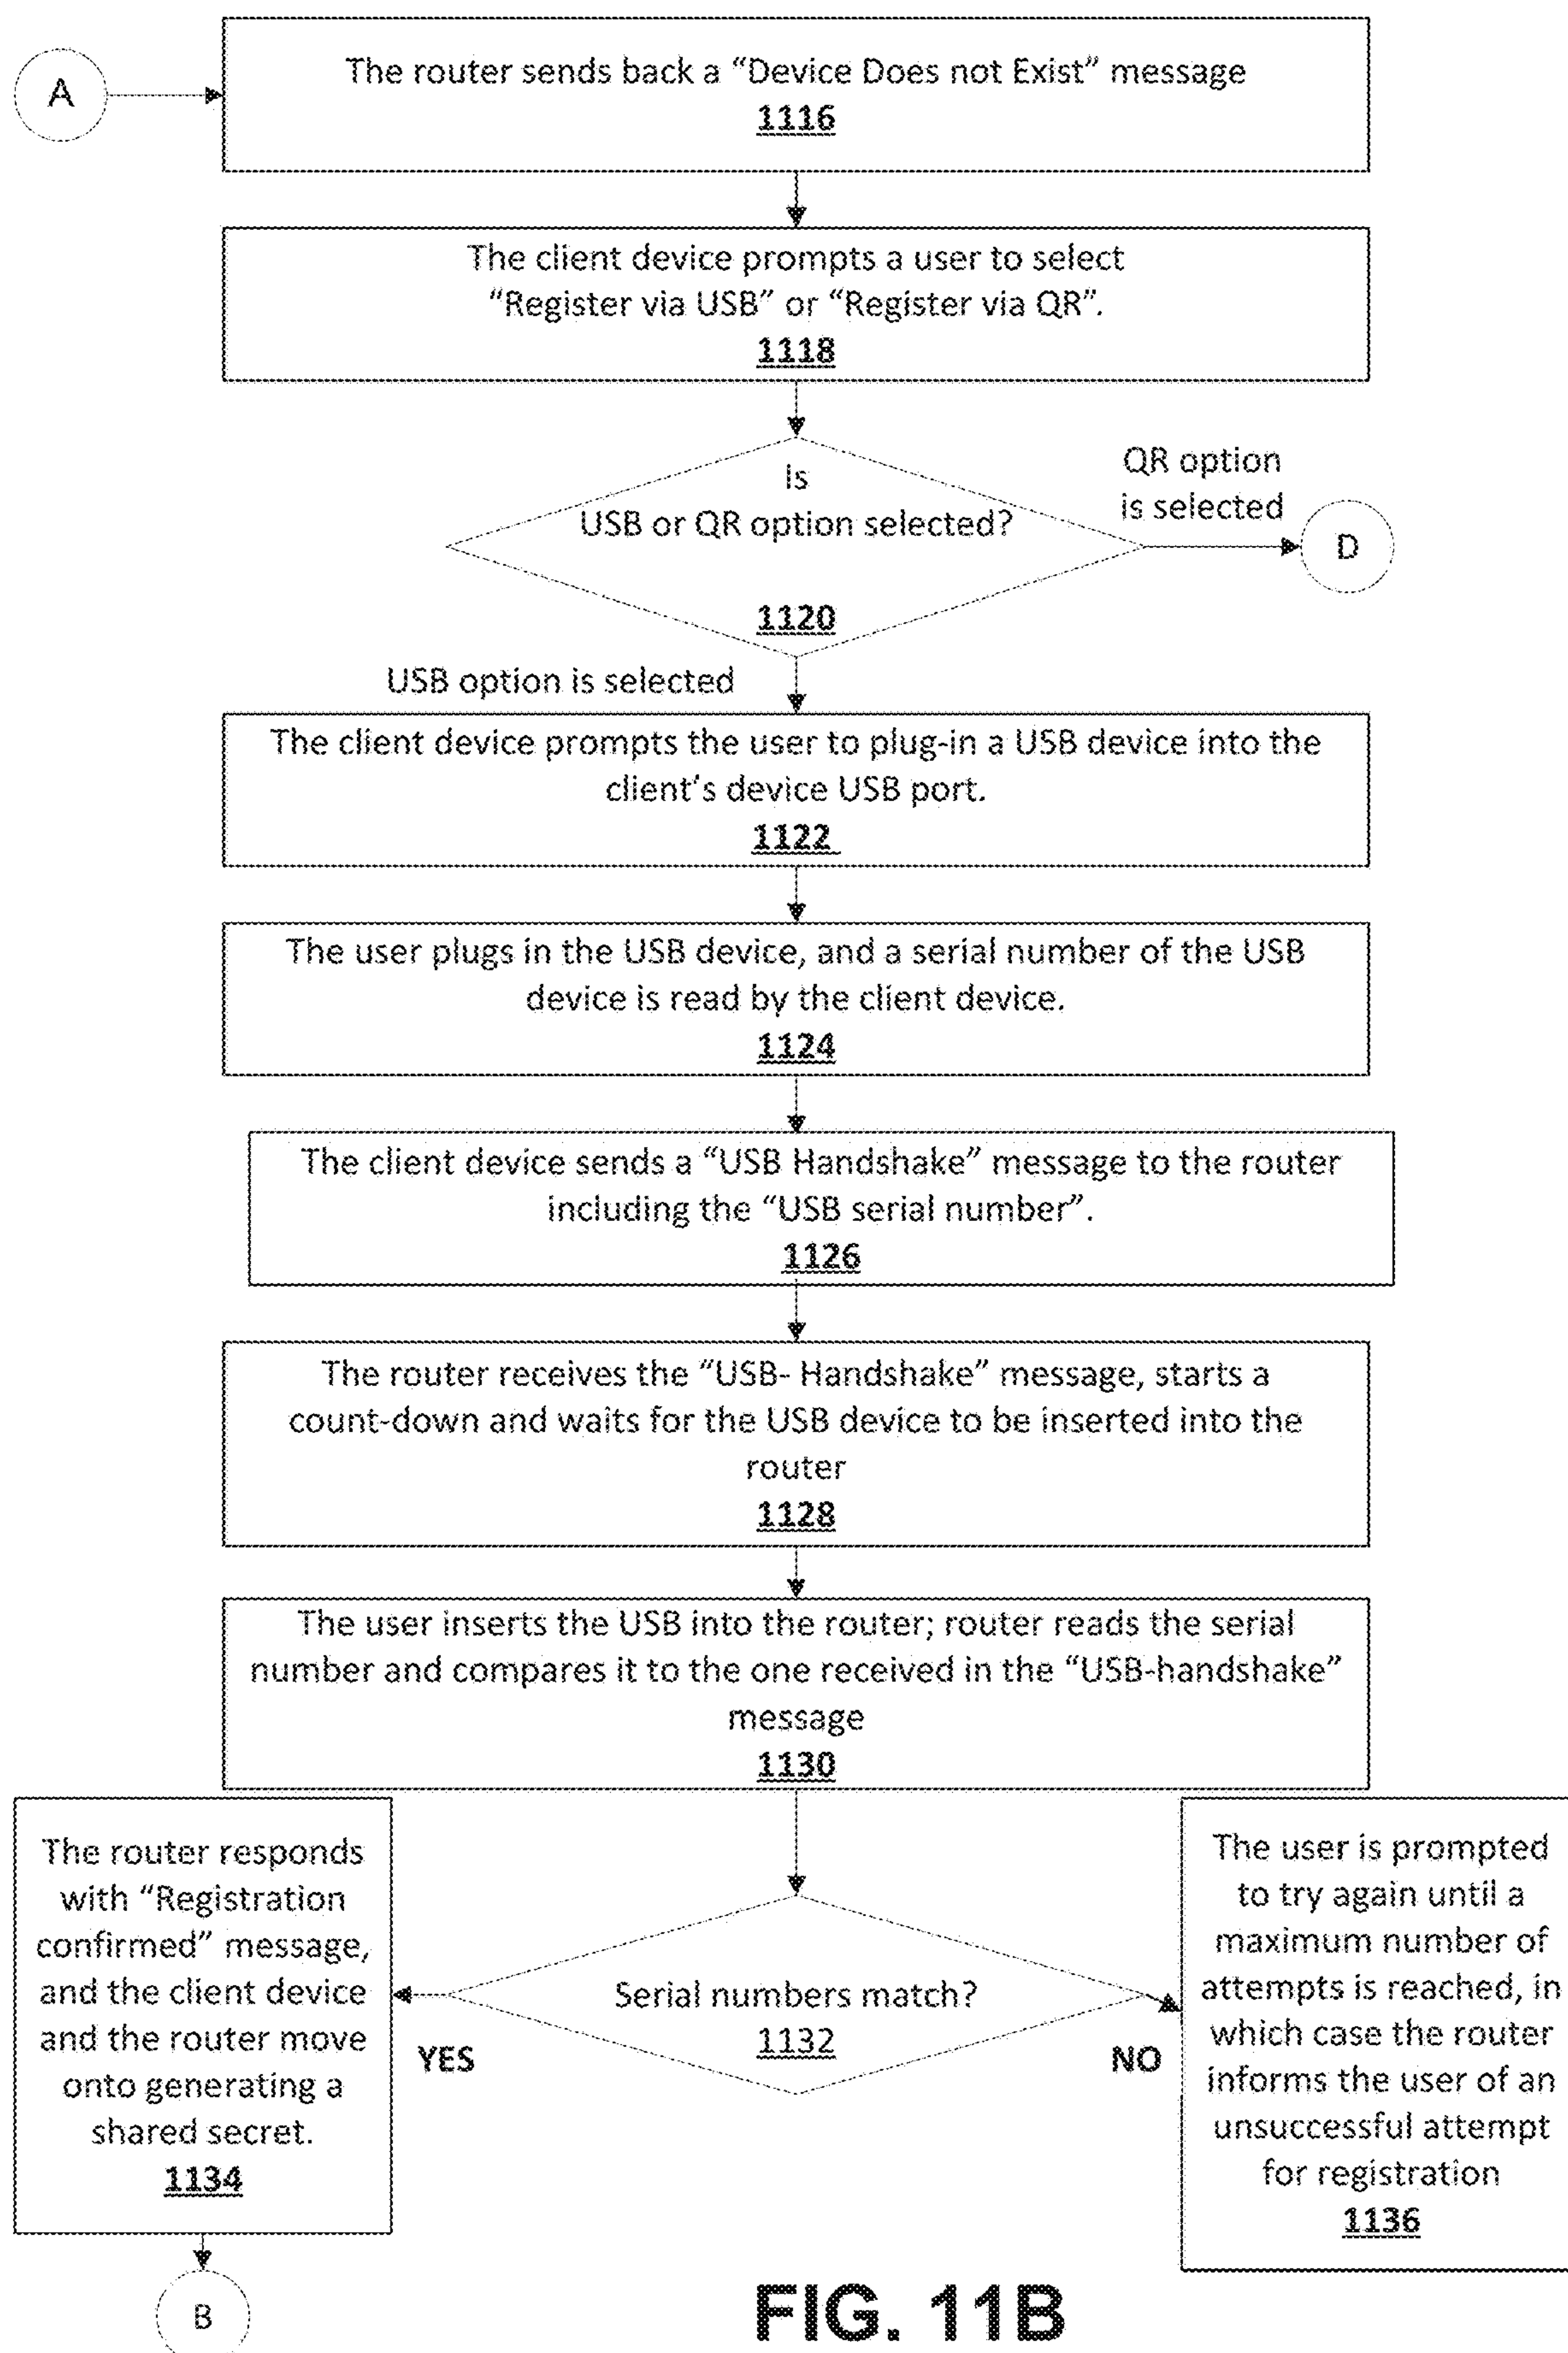 A
The router sends back a “Device Does not Exist” message
1116
The client device prompts a user to select
“Register via USB” or “Register via QR”.
1118
Is
USB or QR option selected?
1120
QR option
is selected
D
USB option is selected
The client device prompts the user to plug-in a USB device into the
client's device USB port.
1122
The user plugs in the USB device, and a serial number of the USB
device is read by the client device.
1124
The client device sends a “USB Handshake” message to the router
including the “USB serial number”.
1126
The router receives the “USB- Handshake” message, starts a
count-down and waits for the USB device to be inserted into the
router
1128
The user inserts the USB into the router; router reads the serial
number and compares it to the one received in the “USB-handshake”
message
1130
Serial numbers match?
1132
YES
The router responds
with “Registration
confirmed” message,
and the client device
and the router move
onto generating a
shared secret.
1134
B
NO
The user is prompted
to try again until a
maximum number of
attempts is reached, in
which case the router
informs the user of an
unsuccessful attempt
for registration
1136
FIG. 11B